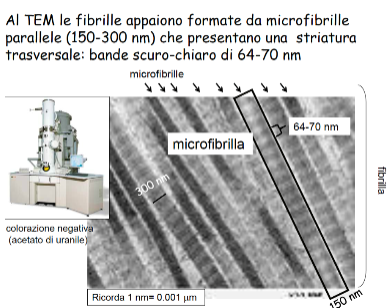 Al TEM le fibrille appaiono formate da microfibrille
parallele (150-300 nm) che presentano una striatura
trasversale: bande scuro-chiaro di 64-70 nm
microfibrille
64-70 nm
microfibrilla
300 nm
fibrilla
colorazione negativa
(acetato di uranile)
150 nm
Ricorda 1 nm= 0.001 µm